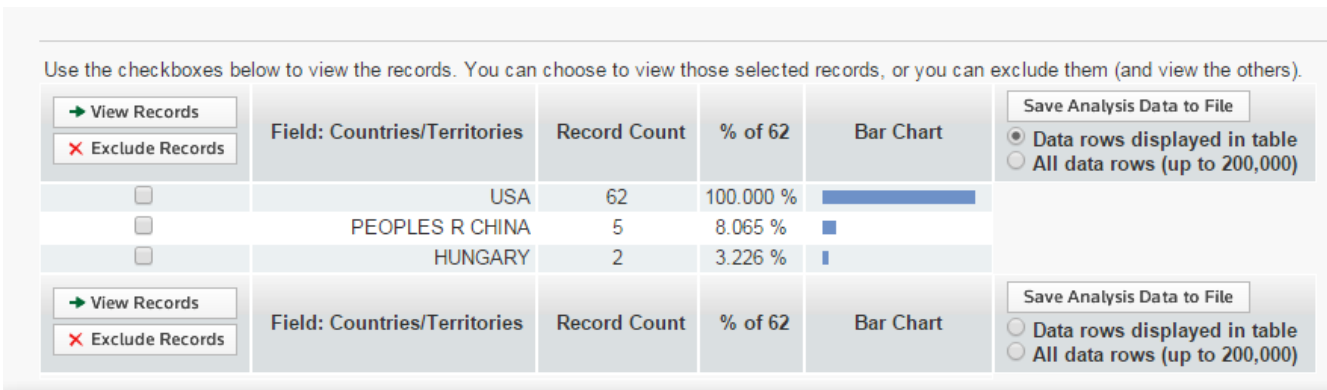 Use the checkboxes below to view the records. You can choose to view those selected records, or you can exclude them (and view the others).
View Records
Exclude Records
Field: Countries/Territories
Record Count
% of 62
Bar Chart
Save Analysis Data to File
Data rows displayed in table
All data rows (up to 200,000)
USA 62 100.000 %
PEOPLES R CHINA 5 8.065 %
HUNGARY 2 3.226 %
View Records
Exclude Records
Field: Countries/Territories
Record Count
% of 62
Bar Chart
Save Analysis Data to File
Data rows displayed in table
All data rows (up to 200,000)